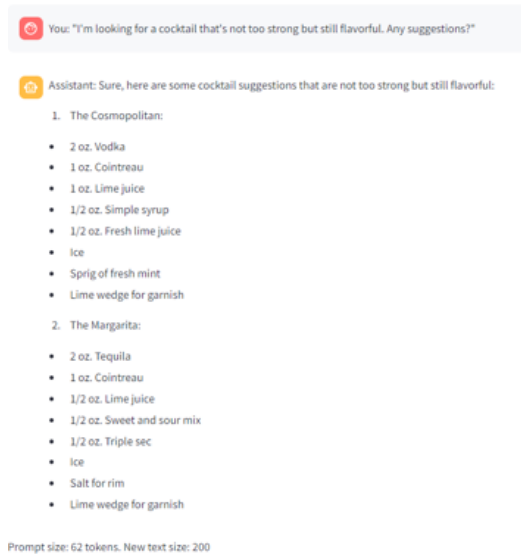 You: "I'm looking for a cocktail that's not too strong but still flavorful. Any suggestions?"
Assistant: Sure, here are some cocktail suggestions that are not too strong but still flavorful:
1. The Cosmopolitan:
• 2 oz. Vodka
• 1 oz. Cointreau
• 1 oz. Lime juice
• 1/2 oz. Simple syrup
• 1/2 oz. Fresh lime juice
• Ice
• Sprig of fresh mint
• Lime wedge for garnish
2. The Margarita:
• 2 oz. Tequila
• 1 oz. Cointreau
• 1/2 oz. Lime juice
• 1/2 oz. Sweet and sour mix
• 1/2 oz. Triple sec
• Ice
• Salt for rim
• Lime wedge for garnish
Prompt size: 62 tokens. New text size: 200